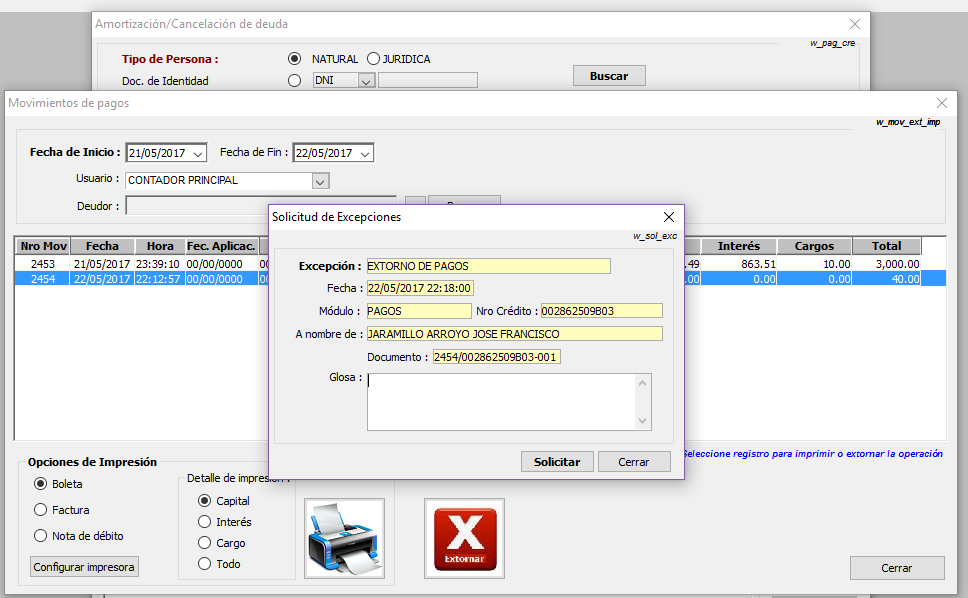 Amortización/Cancelación de deuda
w_pag_cre
Tipo de Persona : NATURAL JURIDICA
Doc. de Identidad DNI Buscar
Movimientos de pagos
w_mov_ext_imp
Fecha de Inicio : 21/05/2017 Fecha de Fin : 22/05/2017
Usuario : CONTADOR PRINCIPAL
Deudor :
Solicitud de Excepciones
w_sol_exc
Excepción : EXTORNO DE PAGOS
Fecha : 22/05/2017 22:18:00
Módulo : PAGOS Nro Crédito : 002862509B03
A nombre de : JARAMILLO ARROYO JOSE FRANCISCO
Documento : 2454/002862509B03-001
Glosa :
Solicitar Cerrar
Nro Mov Fecha Hora Fec. Aplicac. Interés Cargos Total
2453 21/05/2017 23:39:10 00/00/0000 00 .49 863.51 10.00 3,000.00
2454 22/05/2017 22:12:57 00/00/0000 00 .00 0.00 0.00 40.00
Seleccione registro para imprimir o extornar la operación
Opciones de Impresión
Boleta
Factura
Nota de débito
Configurar impresora
Detalle de impresión :
Capital
Interés
Cargo
Todo
X
Extornar
Cerrar